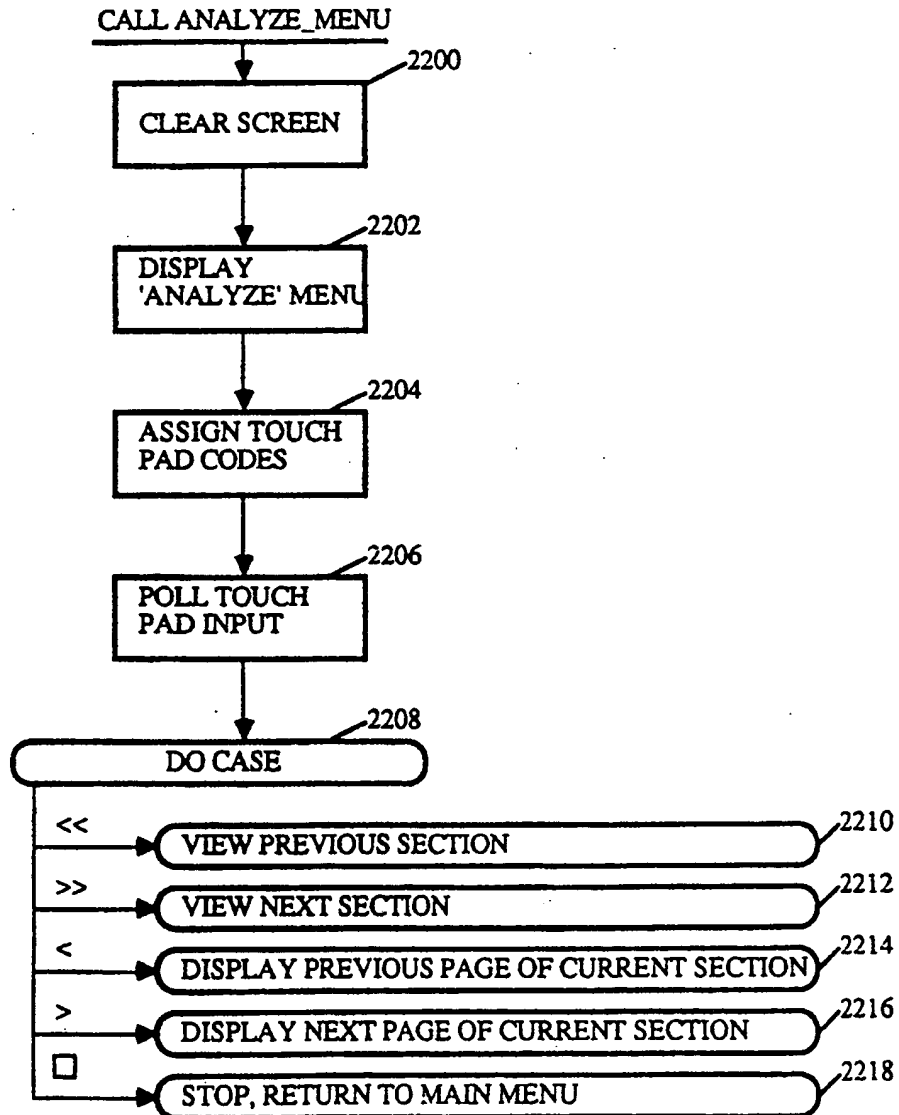 CALL ANALYZE_MENU
2200
CLEAR SCREEN
2202
DISPLAY
'ANALYZE' MENU
2204
ASSIGN TOUCH
PAD CODES
2206
POLL TOUCH
PAD INPUT
2208
DO CASE
<<
VIEW PREVIOUS SECTION
2210
>>
VIEW NEXT SECTION
2212
<
DISPLAY PREVIOUS PAGE OF CURRENT SECTION
2214
>
DISPLAY NEXT PAGE OF CURRENT SECTION
2216
□
STOP, RETURN TO MAIN MENU
2218